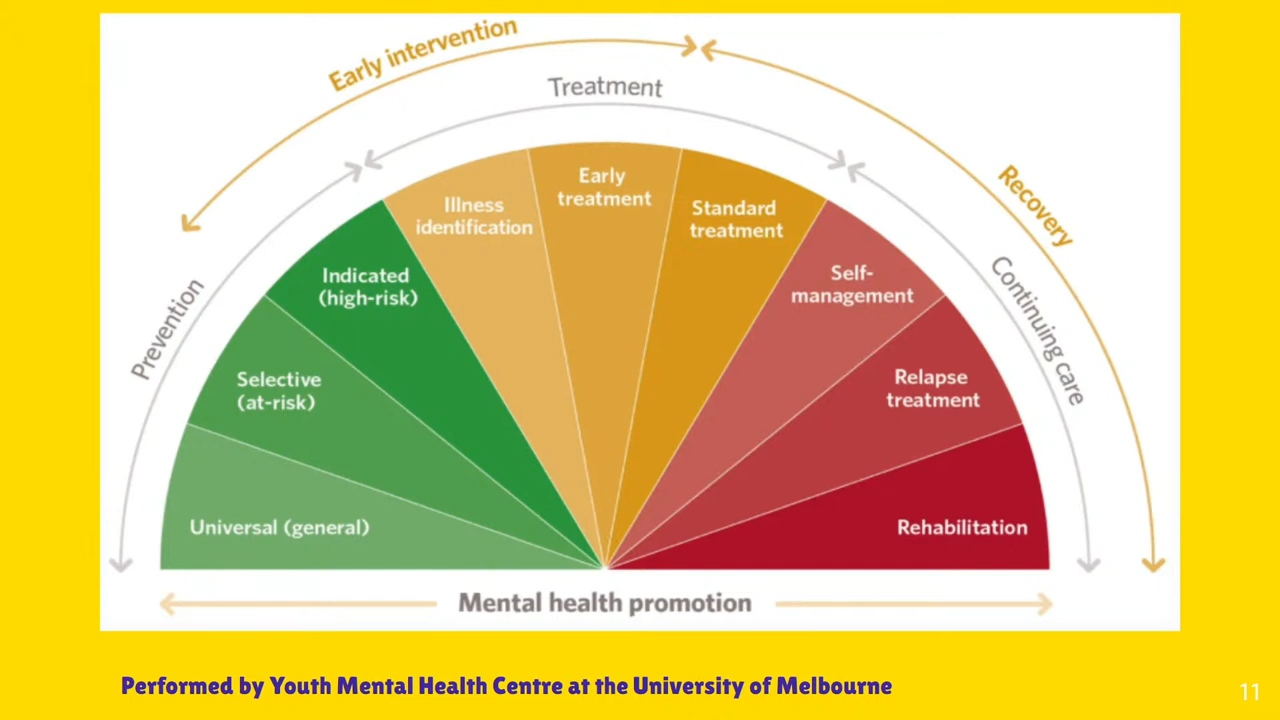 Early intervention
Treatment
Recovery
Prevention
Continuing care
Illness
identification
Early
treatment
Standard
treatment
Indicated
(high-risk)
Self-
management
Selective
(at-risk)
Relapse
treatment
Universal (general)
Rehabilitation
Mental health promotion
Performed by Youth Mental Health Centre at the University of Melbourne
11